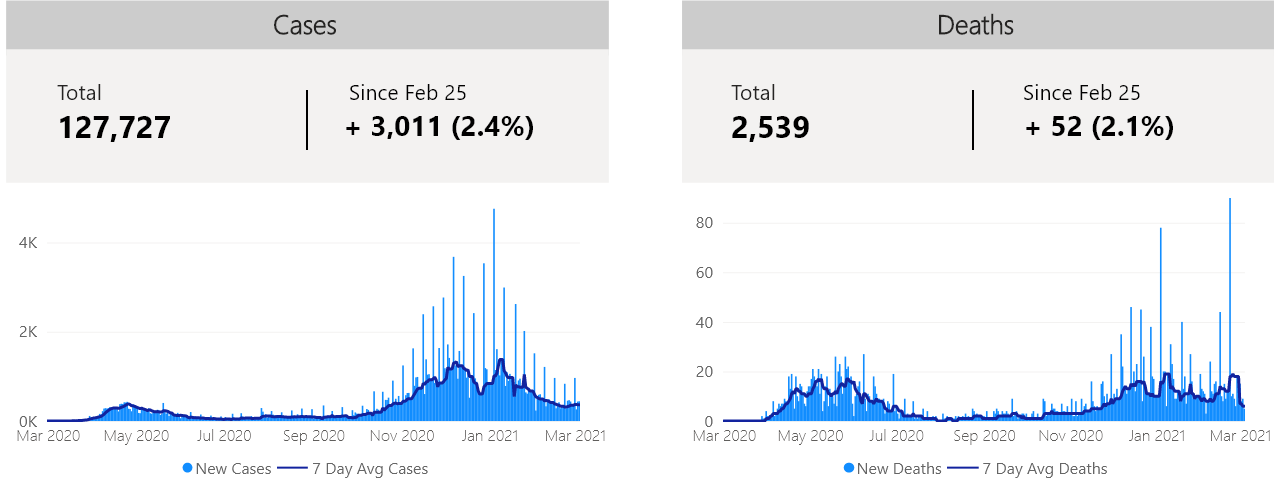 Cases
Total
127,727
Since Feb 25
+ 3,011 (2.4%)
4K
2K
0K
Mar 2020 May 2020 Jul 2020 Sep 2020 Nov 2020 Jan 2021 Mar 2021
New Cases 7 Day Avg Cases
Deaths
Total
2,539
Since Feb 25
+ 52 (2.1%)
80
60
40
20
0
Mar 2020 May 2020 Jul 2020 Sep 2020 Nov 2020 Jan 2021 Mar 2021
New Deaths 7 Day Avg Deaths